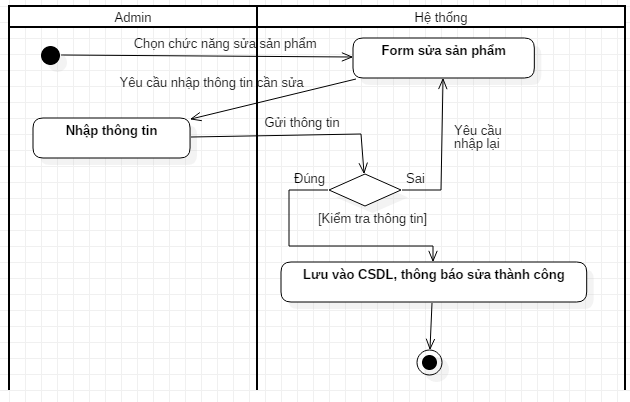 Admin
Hệ thống
Chọn chức năng sửa sản phẩm
Form sửa sản phẩm
Yêu cầu nhập thông tin cần sửa
Nhập thông tin
Gửi thông tin
Yêu cầu
nhập lại
Đúng
Sai
[Kiểm tra thông tin]
Lưu vào CSDL, thông báo sửa thành công